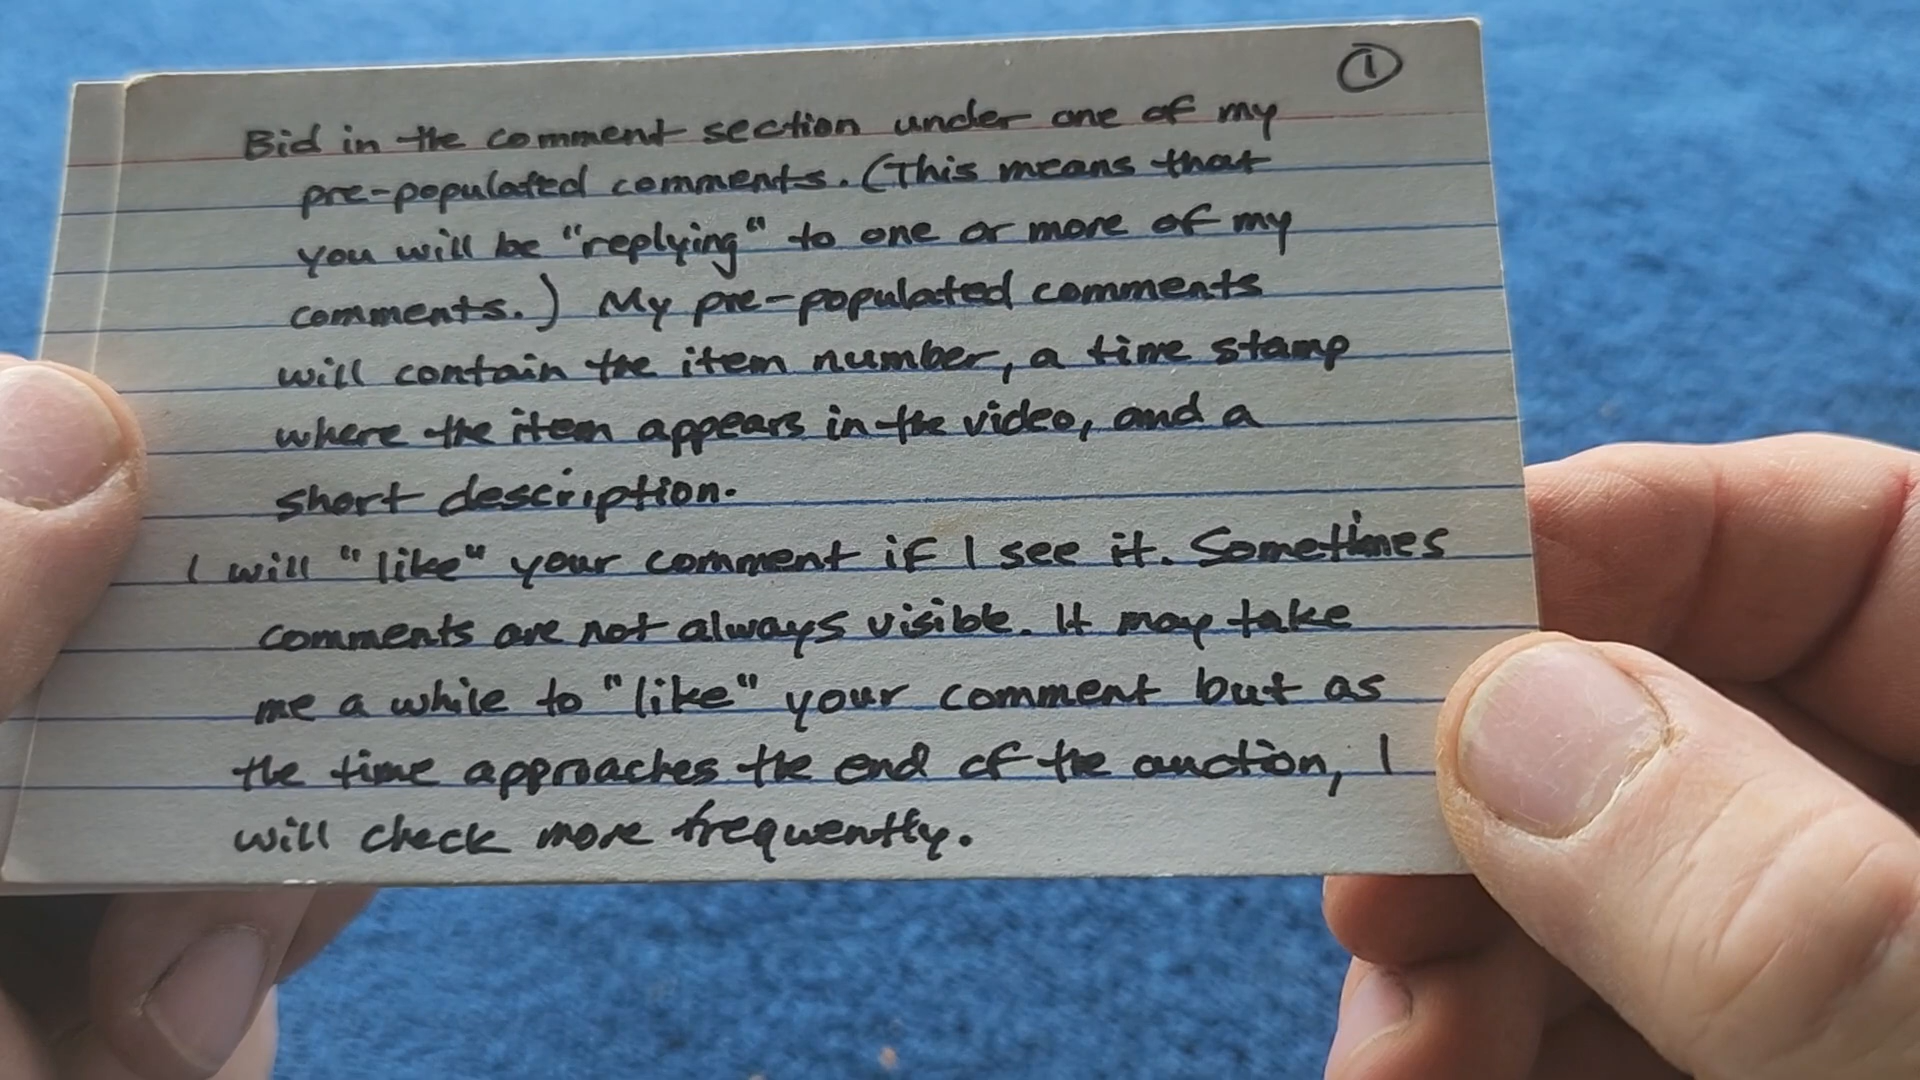 ①
Bid in the comment section under one of my
pre-populated comments. (This means that
you will be "replying" to one or more of my
comments.) My pre-populated comments
will contain the item number, a time stamp
where the item appears in the video, and a
short description.
I will "like" your comment if I see it. Sometimes
comments are not always visible. It may take
me a while to "like" your comment but as
the time approaches the end of the auction, I
will check more frequently.